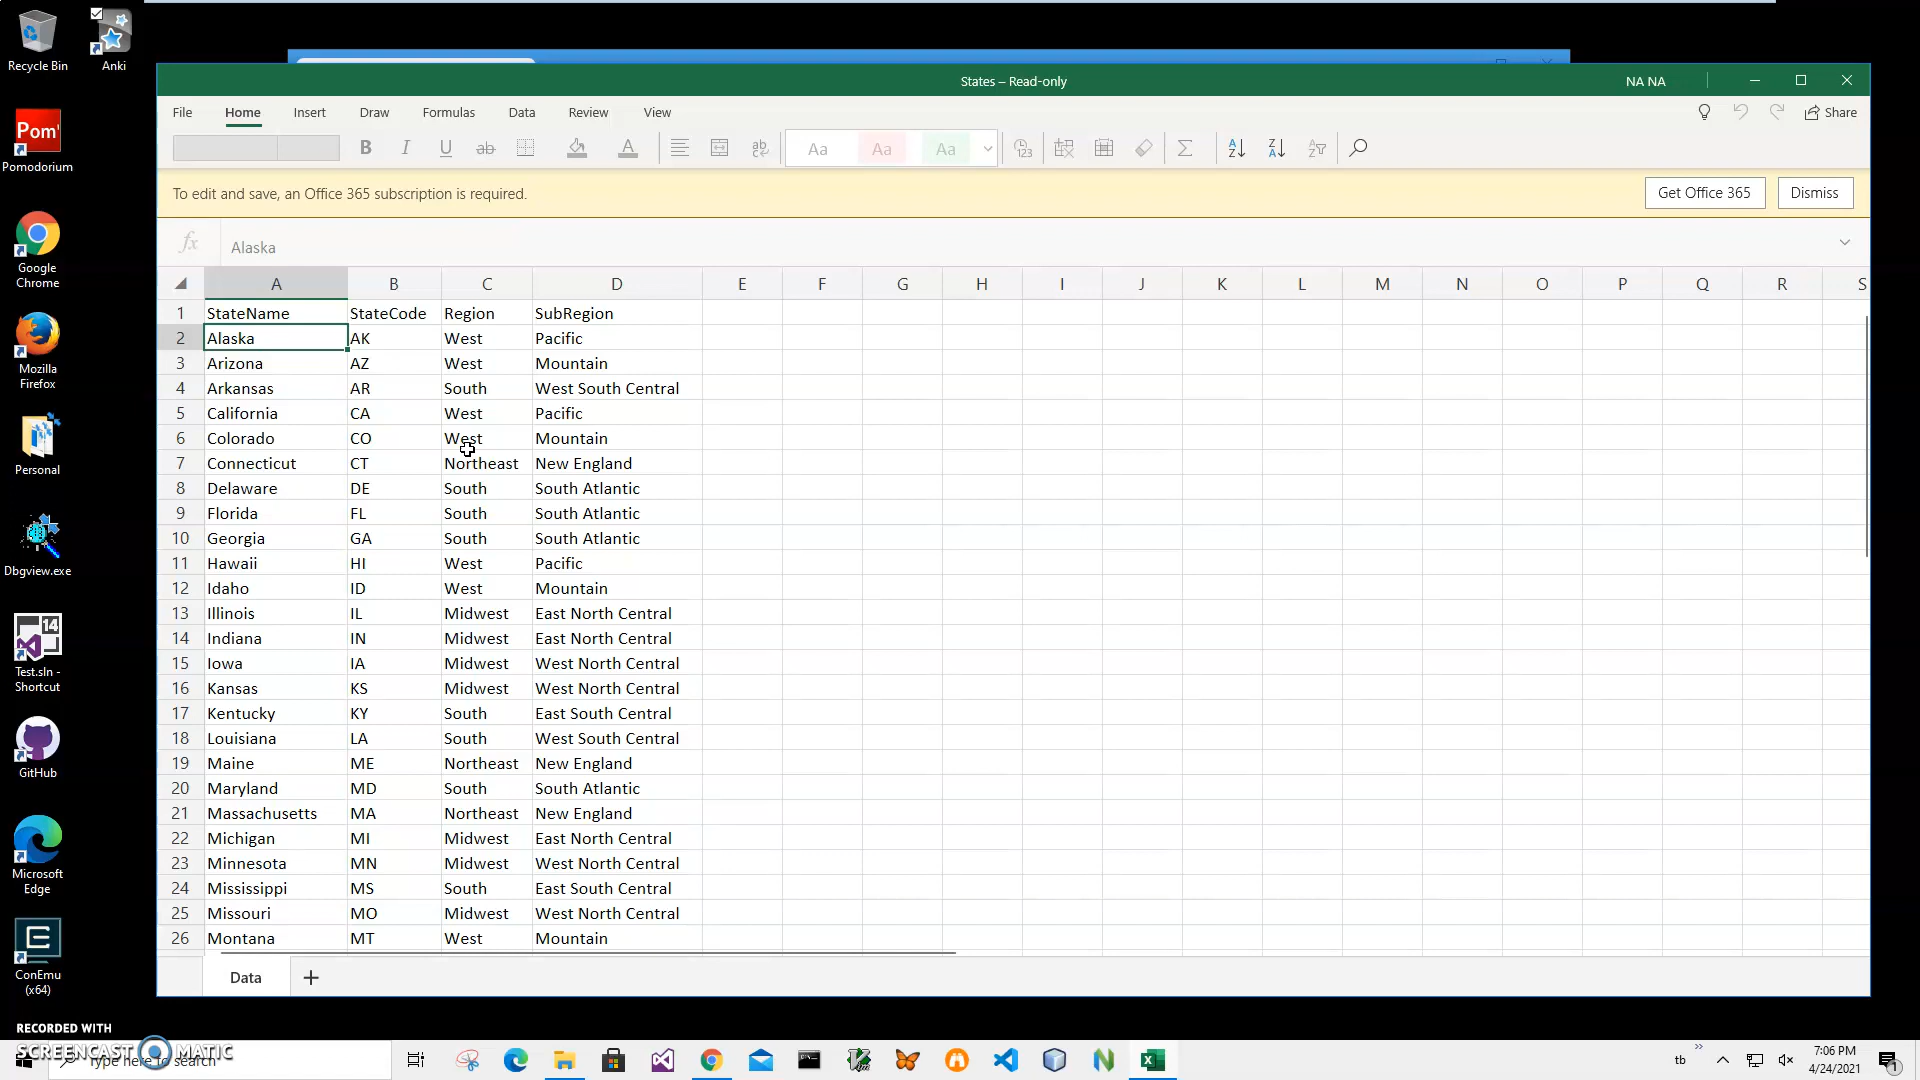 Recycle Bin
Anki
Pom'
Pomodorium
Google
Chrome
Mozilla
Firefox
Personal
Dbgview.exe
14
Test.sln -
Shortcut
GitHub
Microsoft
Edge
ConEmu
(x64)
States – Read-only
NA NA
File Home Insert Draw Formulas Data Review View
Share
B I U ab A ab Aa Aa Aa 123 Σ A Z Z A A Z
To edit and save, an Office 365 subscription is required.
Get Office 365 Dismiss
fx Alaska
A B C D E F G H I J K L M N O P Q R S
1 StateName StateCode Region SubRegion
2 Alaska AK West Pacific
3 Arizona AZ West Mountain
4 Arkansas AR South West South Central
5 California CA West Pacific
6 Colorado CO West Mountain
7 Connecticut CT Northeast New England
8 Delaware DE South South Atlantic
9 Florida FL South South Atlantic
10 Georgia GA South South Atlantic
11 Hawaii HI West Pacific
12 Idaho ID West Mountain
13 Illinois IL Midwest East North Central
14 Indiana IN Midwest East North Central
15 Iowa IA Midwest West North Central
16 Kansas KS Midwest West North Central
17 Kentucky KY South East South Central
18 Louisiana LA South West South Central
19 Maine ME Northeast New England
20 Maryland MD South South Atlantic
21 Massachusetts MA Northeast New England
22 Michigan MI Midwest East North Central
23 Minnesota MN Midwest West North Central
24 Mississippi MS South East South Central
25 Missouri MO Midwest West North Central
26 Montana MT West Mountain
Data
RECORDED WITH
SCREENCAST MATIC
Type here to search
tb
7:06 PM
4/24/2021
1